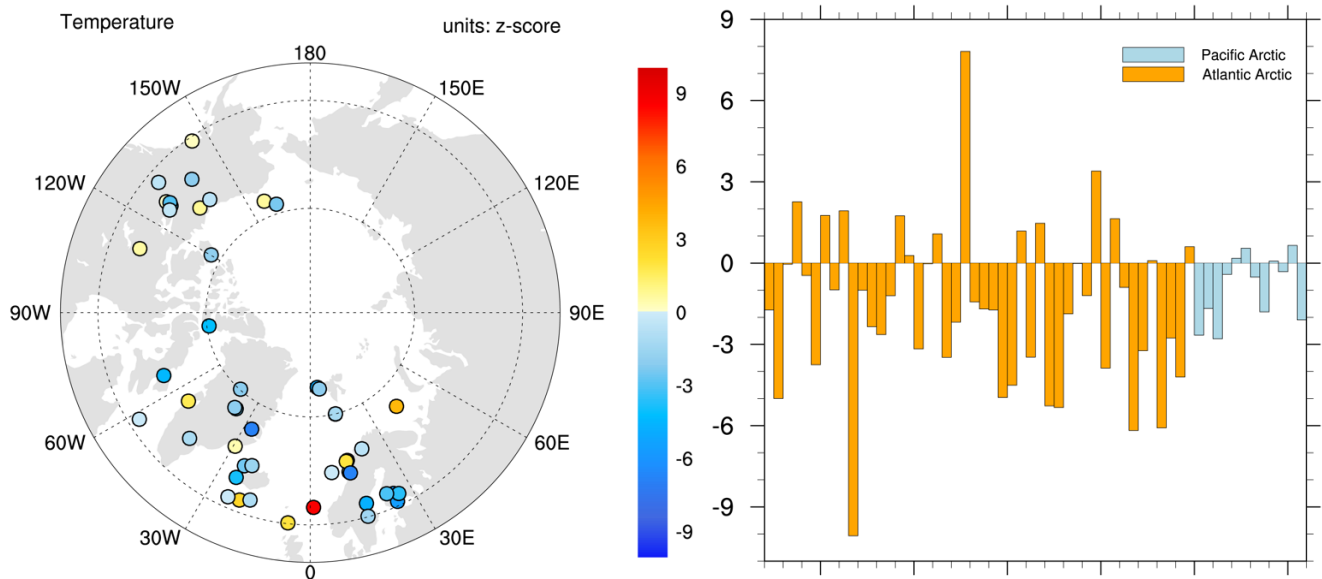 Temperature
units: z-score
180
150W
150E
120W
120E
90W
90E
60W
60E
30W
30E
0
9
6
3
0
-3
-6
-9
9
6
3
0
-3
-6
-9
Pacific Arctic
Atlantic Arctic